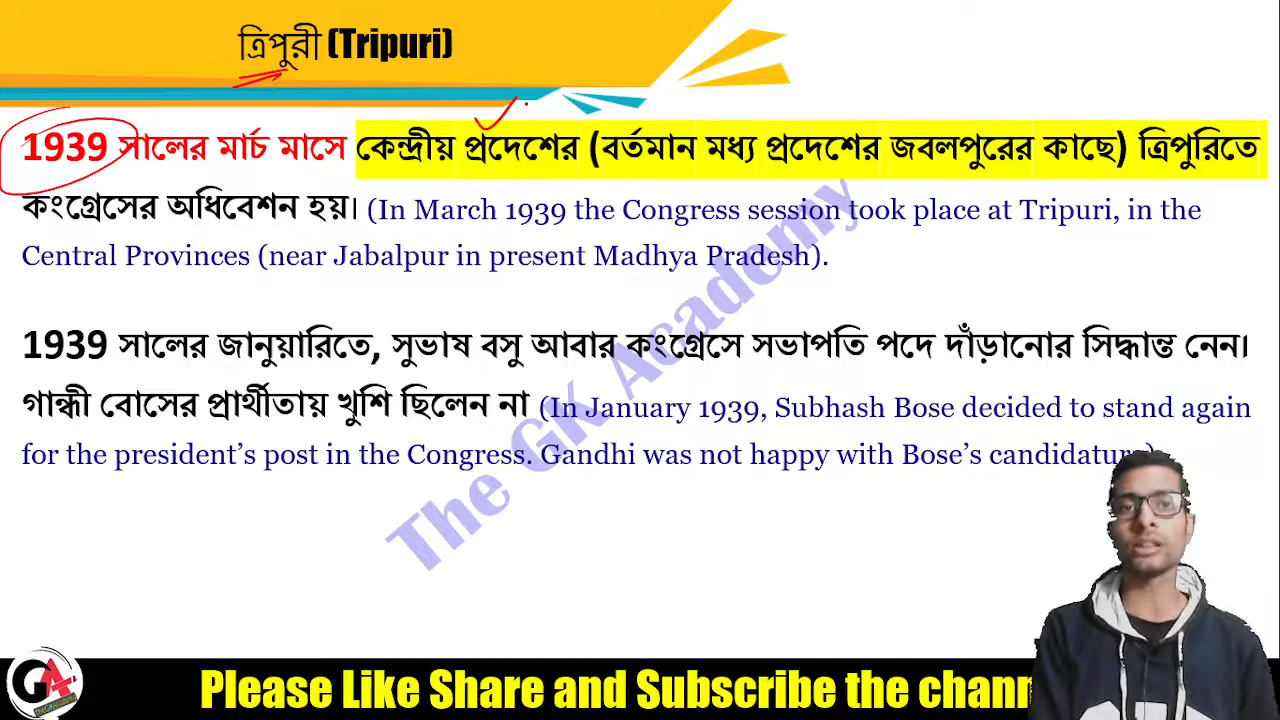 ত্রিপুরী (Tripuri)
1939 সালের মার্চ মাসে কেন্দ্রীয় প্রদেশের (বর্তমান মধ্য প্রদেশের জবলপুরের কাছে) ত্রিপুরিতে
কংগ্রেসের অধিবেশন হয়। (In March 1939 the Congress session took place at Tripuri, in the
Central Provinces (near Jabalpur in present Madhya Pradesh).
1939 সালের জানুয়ারিতে, সুভাষ বসু আবার কংগ্রেসে সভাপতি পদে দাঁড়ানোর সিদ্ধান্ত নেন।
গান্ধী বোসের প্রার্থীতায় খুশি ছিলেন না (In January 1939, Subhash Bose decided to stand again
for the president's post in the Congress. Gandhi was not happy with Bose's
The GK Academy
GA
Please Like Share and Subscribe the